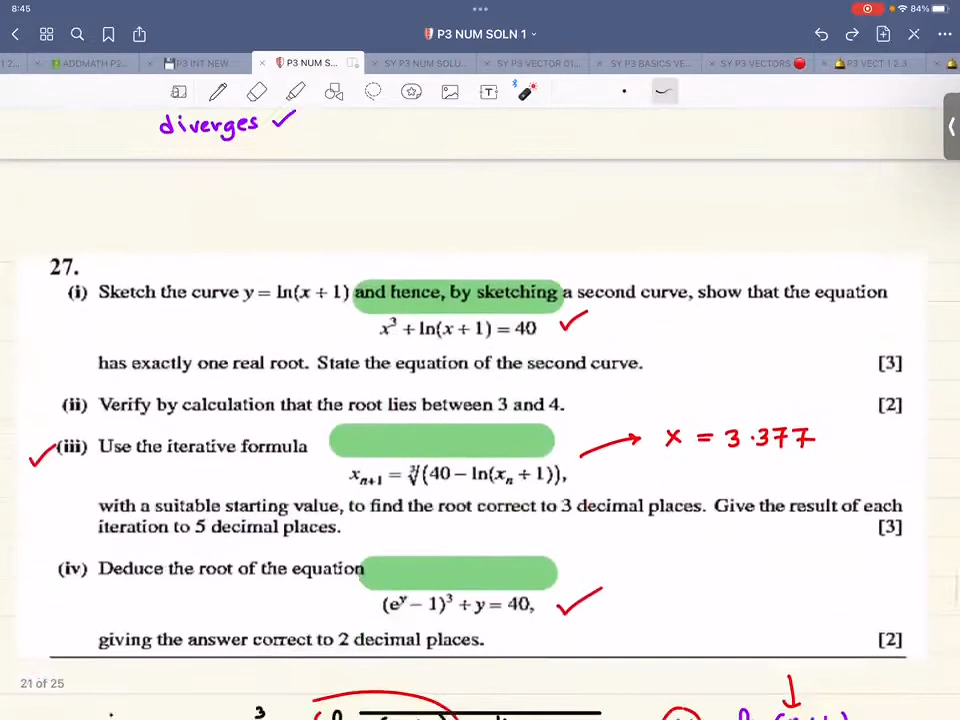 8:45
84%
P3 NUM SOLN 1
1 2...
ADDMATH P2...
P3 INT NEW
P3 NUM S...
SY P3 NUM SOLU...
SY P3 VECTOR 01...
SY P3 BASICS VE...
SY P3 VECTORS
P3 VECT 1 2 3
diverges ✓
27.
(i) Sketch the curve y = ln(x + 1) and hence, by sketching a second curve, show that the equation
x³ + ln(x + 1) = 40
has exactly one real root. State the equation of the second curve. [3]
(ii) Verify by calculation that the root lies between 3 and 4. [2]
(iii) Use the iterative formula
x = 3.377
xₙ₊₁ = ∛(40 − ln(xₙ + 1)),
with a suitable starting value, to find the root correct to 3 decimal places. Give the result of each
iteration to 5 decimal places. [3]
(iv) Deduce the root of the equation
(eʸ − 1)³ + y = 40,
giving the answer correct to 2 decimal places. [2]
21 of 25